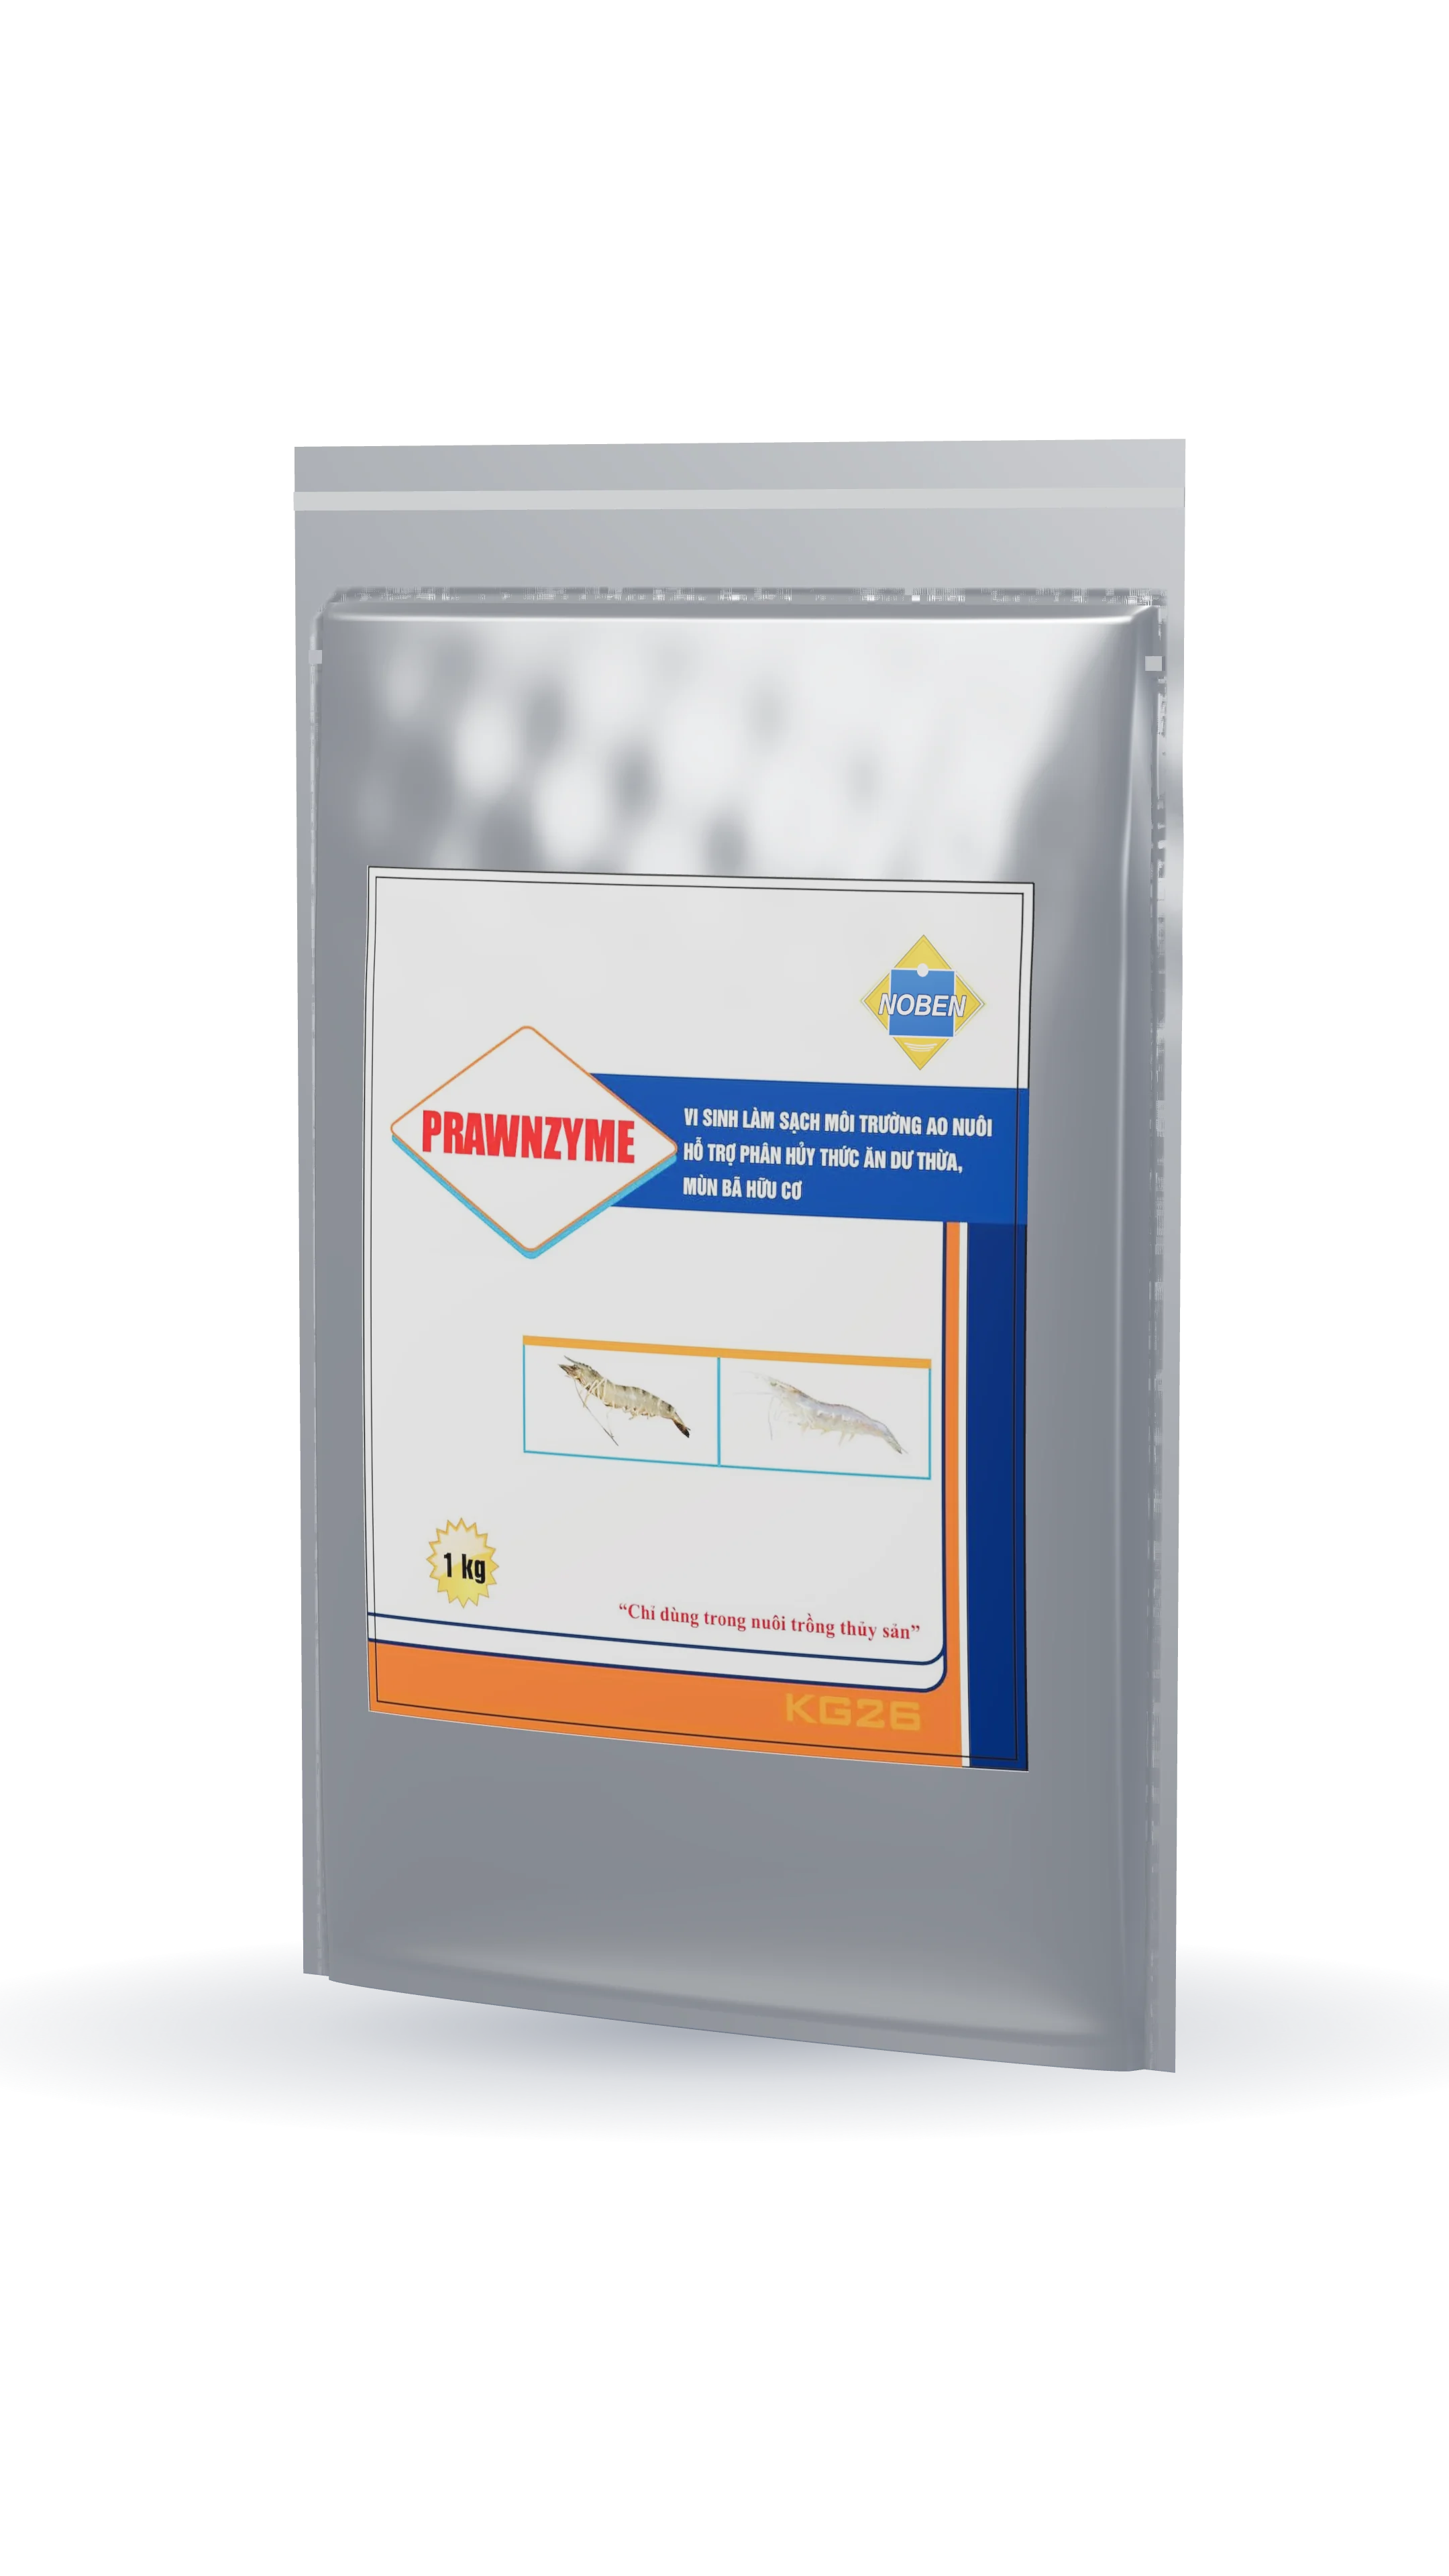 NOBEN
PRAWNZYME
VI SINH LÀM SẠCH MÔI TRƯỜNG AO NUÔI
HỖ TRỢ PHÂN HỦY THỨC ĂN DƯ THỪA,
MÙN BÃ HỮU CƠ
1 kg
“Chỉ dùng trong nuôi trồng thủy sản”
KG26